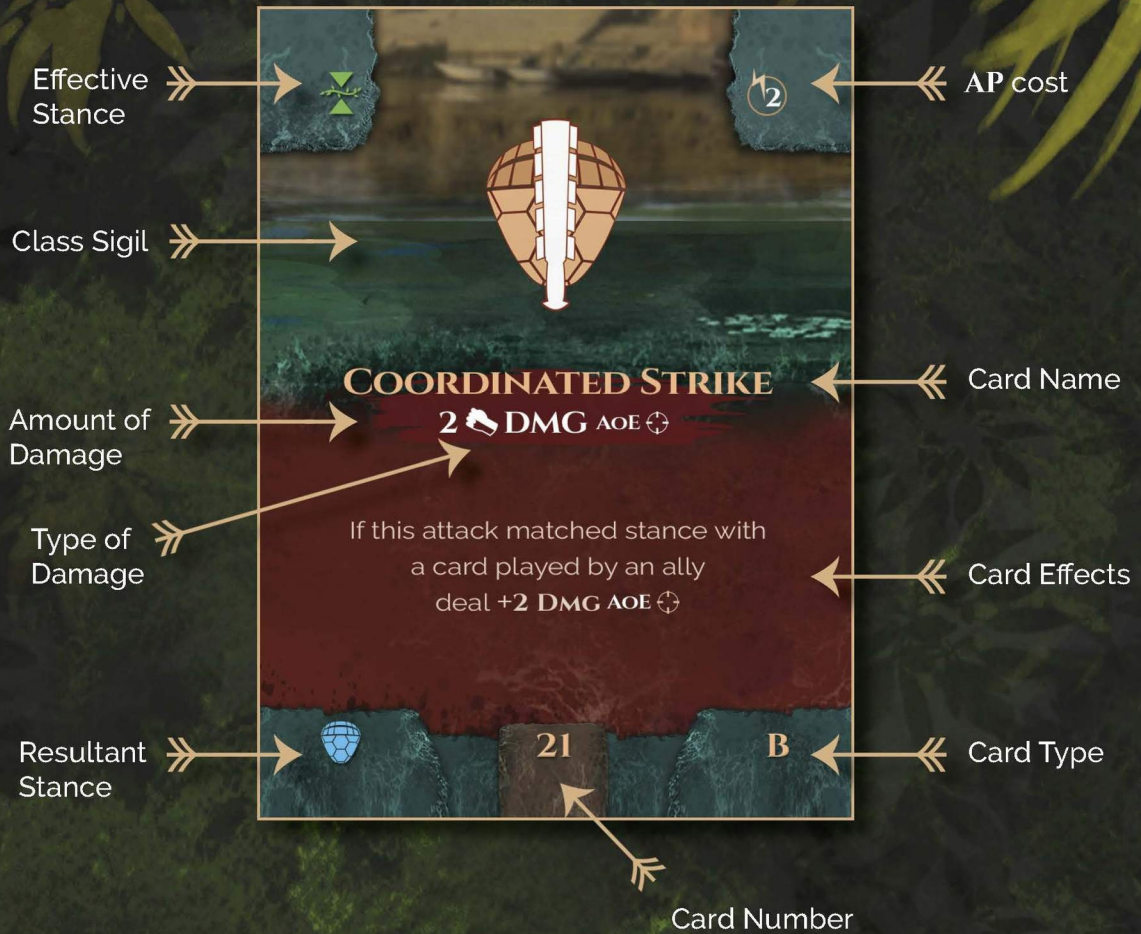 Effective
Stance
2
AP cost
Class Sigil
COORDINATED STRIKE
Card Name
2 DMG AOE
Amount of
Damage
Type of
Damage
If this attack matched stance with
a card played by an ally
deal +2 DMG AOE
Card Effects
Resultant
Stance
21
B
Card Type
Card Number